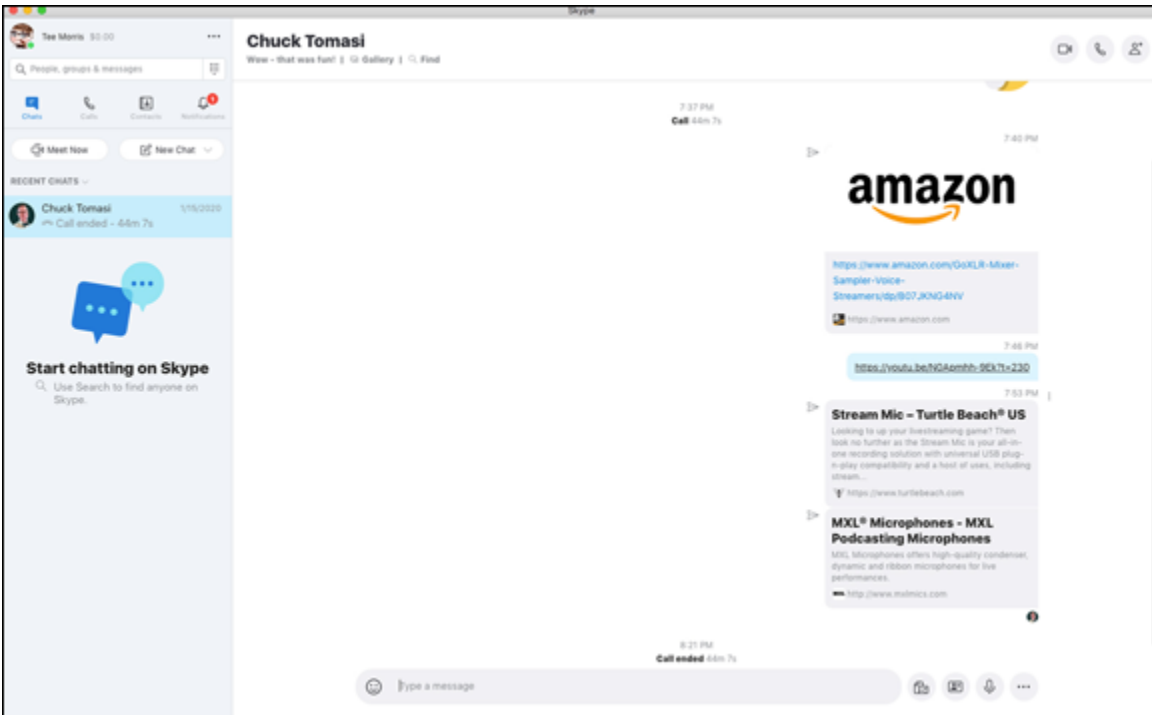 Skype
Tee Morris $0.00
People, groups & messages
Chats
Calls
Contacts
Notifications
1
Meet Now
New Chat
RECENT CHATS
Chuck Tomasi
1/15/2020
Call ended - 44m 7s
Start chatting on Skype
Use Search to find anyone on
Skype.
Chuck Tomasi
Wow - that was fun! | Gallery | Find
7:37 PM
Call 44m 7s
7:40 PM
amazon
https://www.amazon.com/GoXLR-Mixer-
Sampler-Voice-
Streamers/dp/B07JKNG4NV
https://www.amazon.com
7:46 PM
https://youtu.be/NGApmhh-9Ek?t=230
7:53 PM
Stream Mic – Turtle Beach® US
Looking to up your livestreaming game? Then
look no further as the Stream Mic is your all-in-
one recording solution with universal USB plug-
n-play compatibility and a host of uses, including
stream...
https://www.turtlebeach.com
MXL® Microphones - MXL
Podcasting Microphones
MXL Microphones offers high-quality condenser,
dynamic and ribbon microphones for live
performances.
http://www.mxlmics.com
8:21 PM
Call ended 44m 7s
Type a message